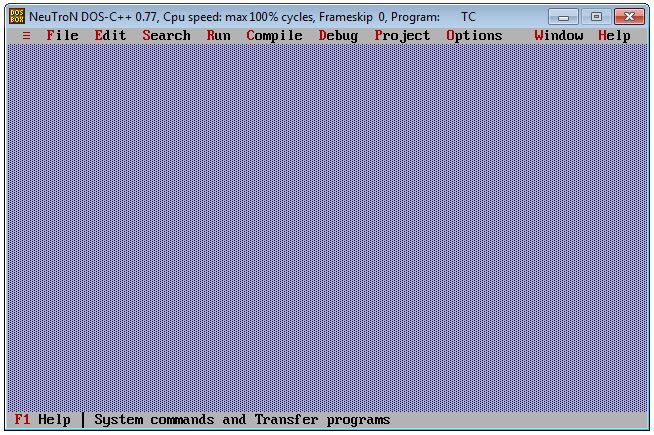 DOS BOX NeuTroN DOS-C++ 0.77, Cpu speed: max 100% cycles, Frameskip 0, Program: TC
≡ File Edit Search Run Compile Debug Project Options Window Help
F1 Help | System commands and Transfer programs